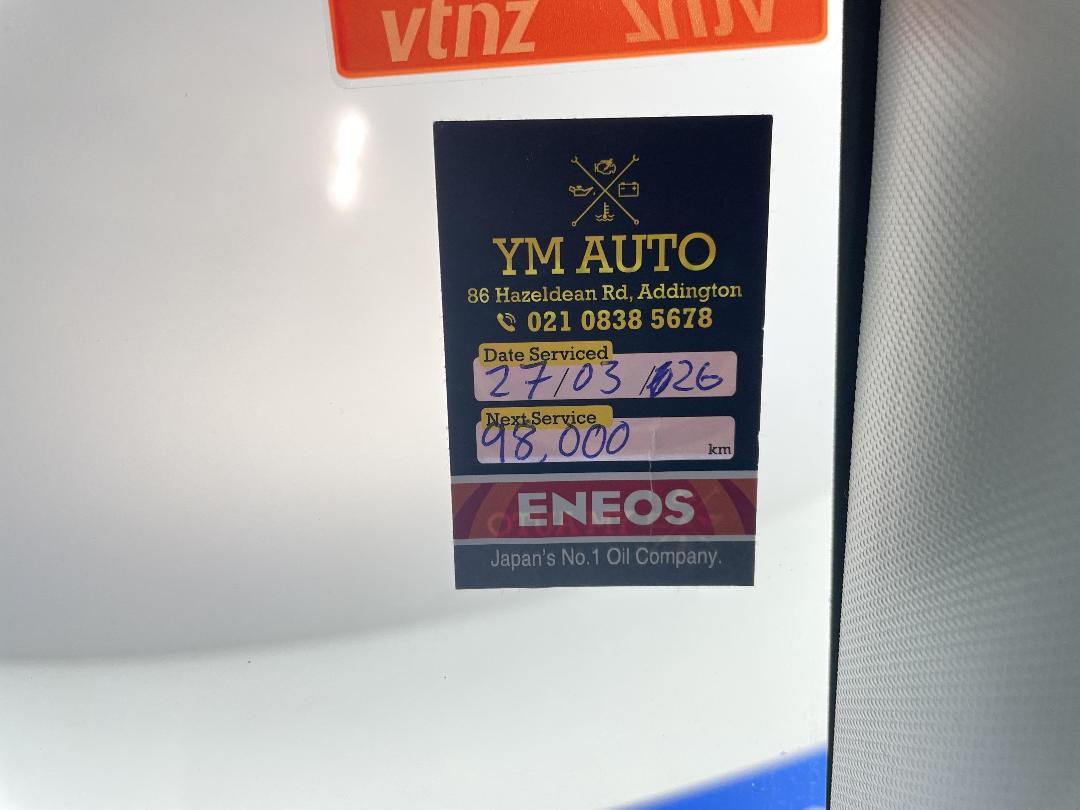 vtnz
YM AUTO
86 Hazeldean Rd, Addington
021 0838 5678
Date Serviced
27/03/26
Next Service
98,000 km
ENEOS
Japan's No.1 Oil Company.